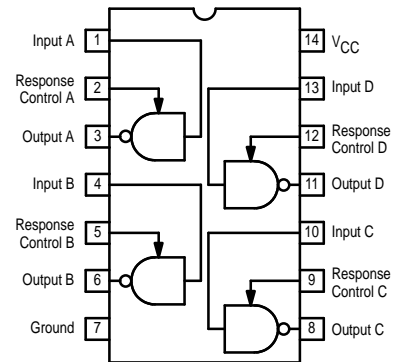 Input A 1
14 VCC
Response
Control A 2
13 Input D
Output A 3
12 Response
Control D
Input B 4
11 Output D
Response
Control B 5
10 Input C
Output B 6
9 Response
Control C
Ground 7
8 Output C